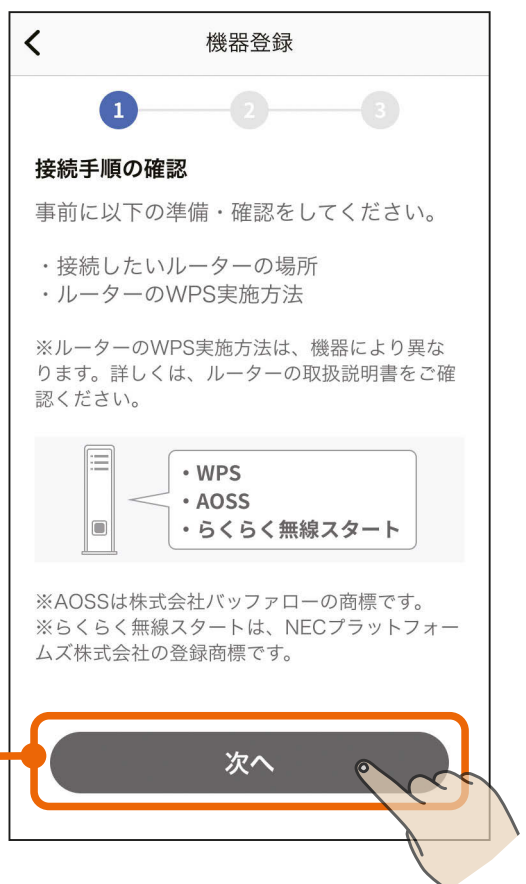 機器登録
1 2 3
接続手順の確認
事前に以下の準備・確認をしてください。
・接続したいルーターの場所
・ルーターのWPS実施方法
※ルーターのWPS実施方法は、機器により異な
ります。詳しくは、ルーターの取扱説明書をご確
認ください。
・WPS
・AOSS
・らくらく無線スタート
※AOSSは株式会社バッファローの商標です。
※らくらく無線スタートは、NECプラットフォー
ムズ株式会社の登録商標です。
次へ